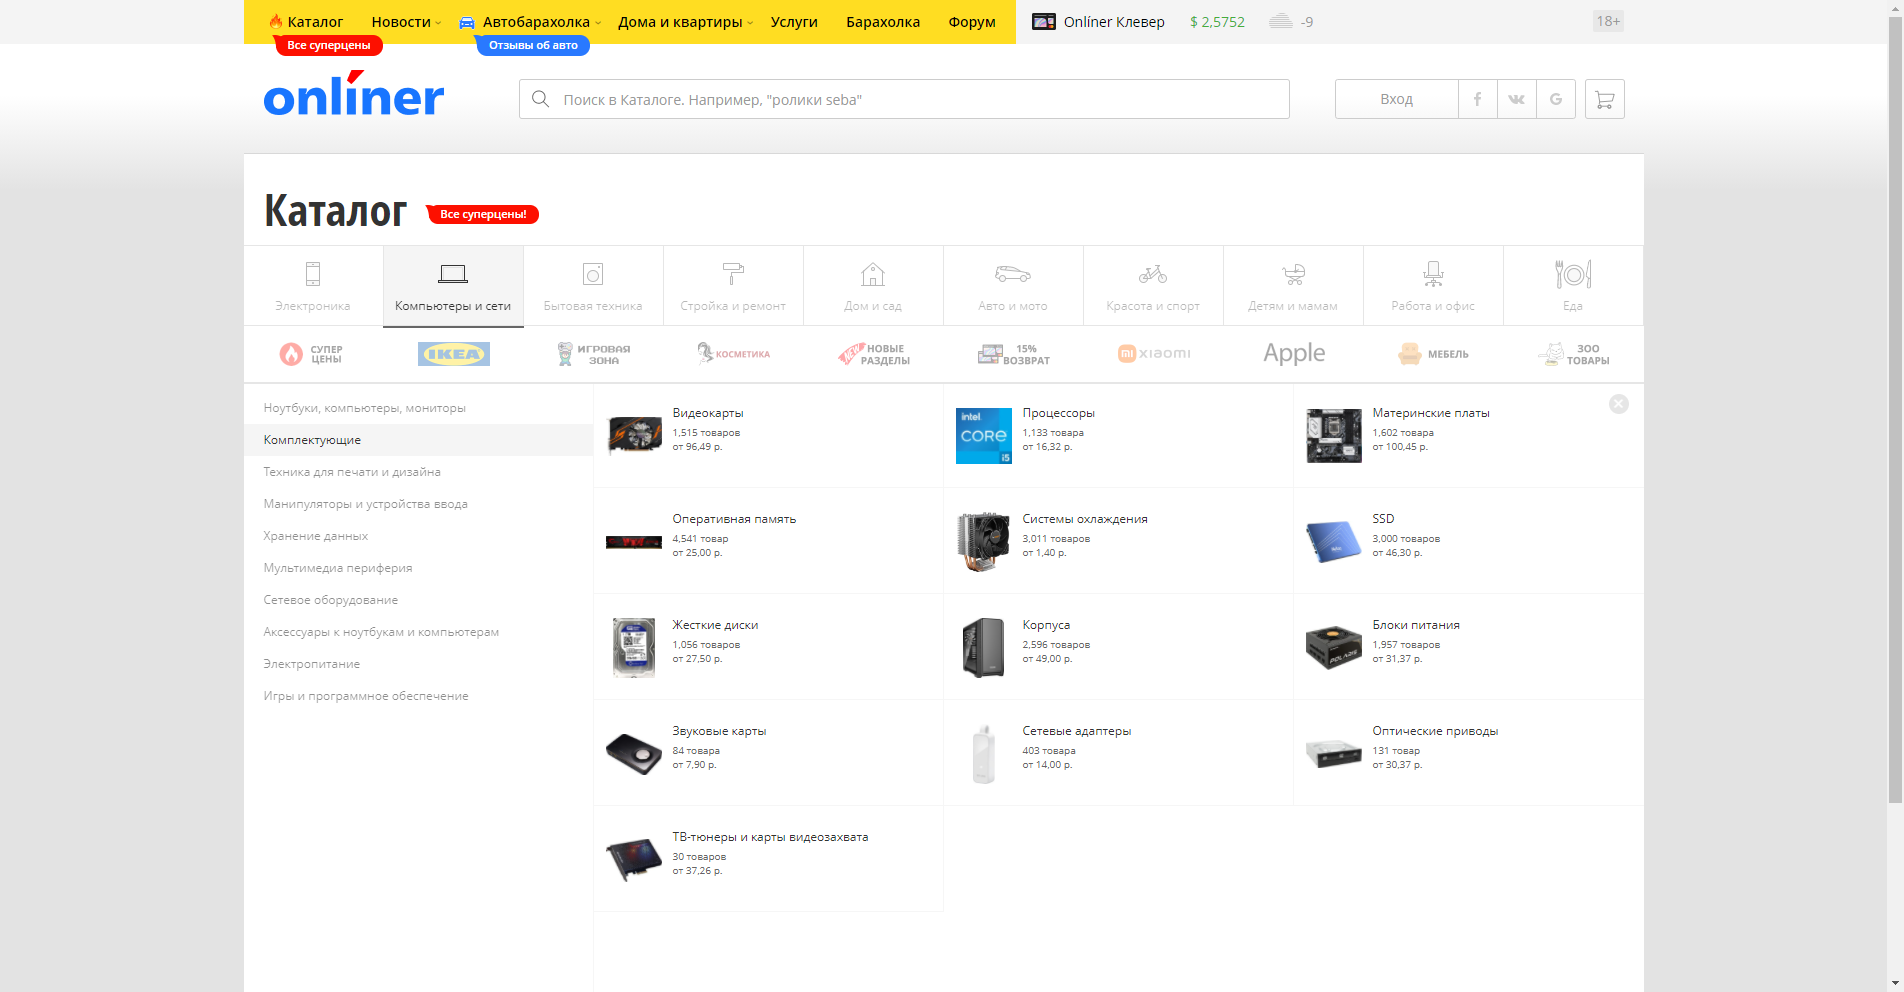 Каталог
Новости
Автобарахолка
Дома и квартиры
Услуги
Барахолка
Форум
Onlíner Клевер
$ 2,5752
-9
18+
Все суперцены
Отзывы об авто
onlíner
Поиск в Каталоге. Например, "ролики seba"
Вход
f
G
Каталог
Все суперцены!
Электроника
Компьютеры и сети
Бытовая техника
Стройка и ремонт
Дом и сад
Авто и мото
Красота и спорт
Детям и мамам
Работа и офис
Еда
СУПЕР
ЦЕНЫ
IKEA
ИГРОВАЯ
ЗОНА
КОСМЕТИКА
NEW
НОВЫЕ
РАЗДЕЛЫ
15%
ВОЗВРАТ
mi xiaomi
Apple
МЕБЕЛЬ
ЗОО
ТОВАРЫ
Ноутбуки, компьютеры, мониторы
Комплектующие
Техника для печати и дизайна
Манипуляторы и устройства ввода
Хранение данных
Мультимедиа периферия
Сетевое оборудование
Аксессуары к ноутбукам и компьютерам
Электропитание
Игры и программное обеспечение
Видеокарты
1,515 товаров
от 96,49 р.
intel
CORE
i5
Процессоры
1,133 товара
от 16,32 р.
Материнские платы
1,602 товара
от 100,45 р.
Оперативная память
4,541 товар
от 25,00 р.
Системы охлаждения
3,011 товаров
от 1,40 р.
SSD
3,000 товаров
от 46,30 р.
Жесткие диски
1,056 товаров
от 27,50 р.
Корпуса
2,596 товаров
от 49,00 р.
POLARIS
Блоки питания
1,957 товаров
от 31,37 р.
Звуковые карты
84 товара
от 7,90 р.
Сетевые адаптеры
403 товара
от 14,00 р.
Оптические приводы
131 товар
от 30,37 р.
ТВ-тюнеры и карты видеозахвата
30 товаров
от 37,26 р.